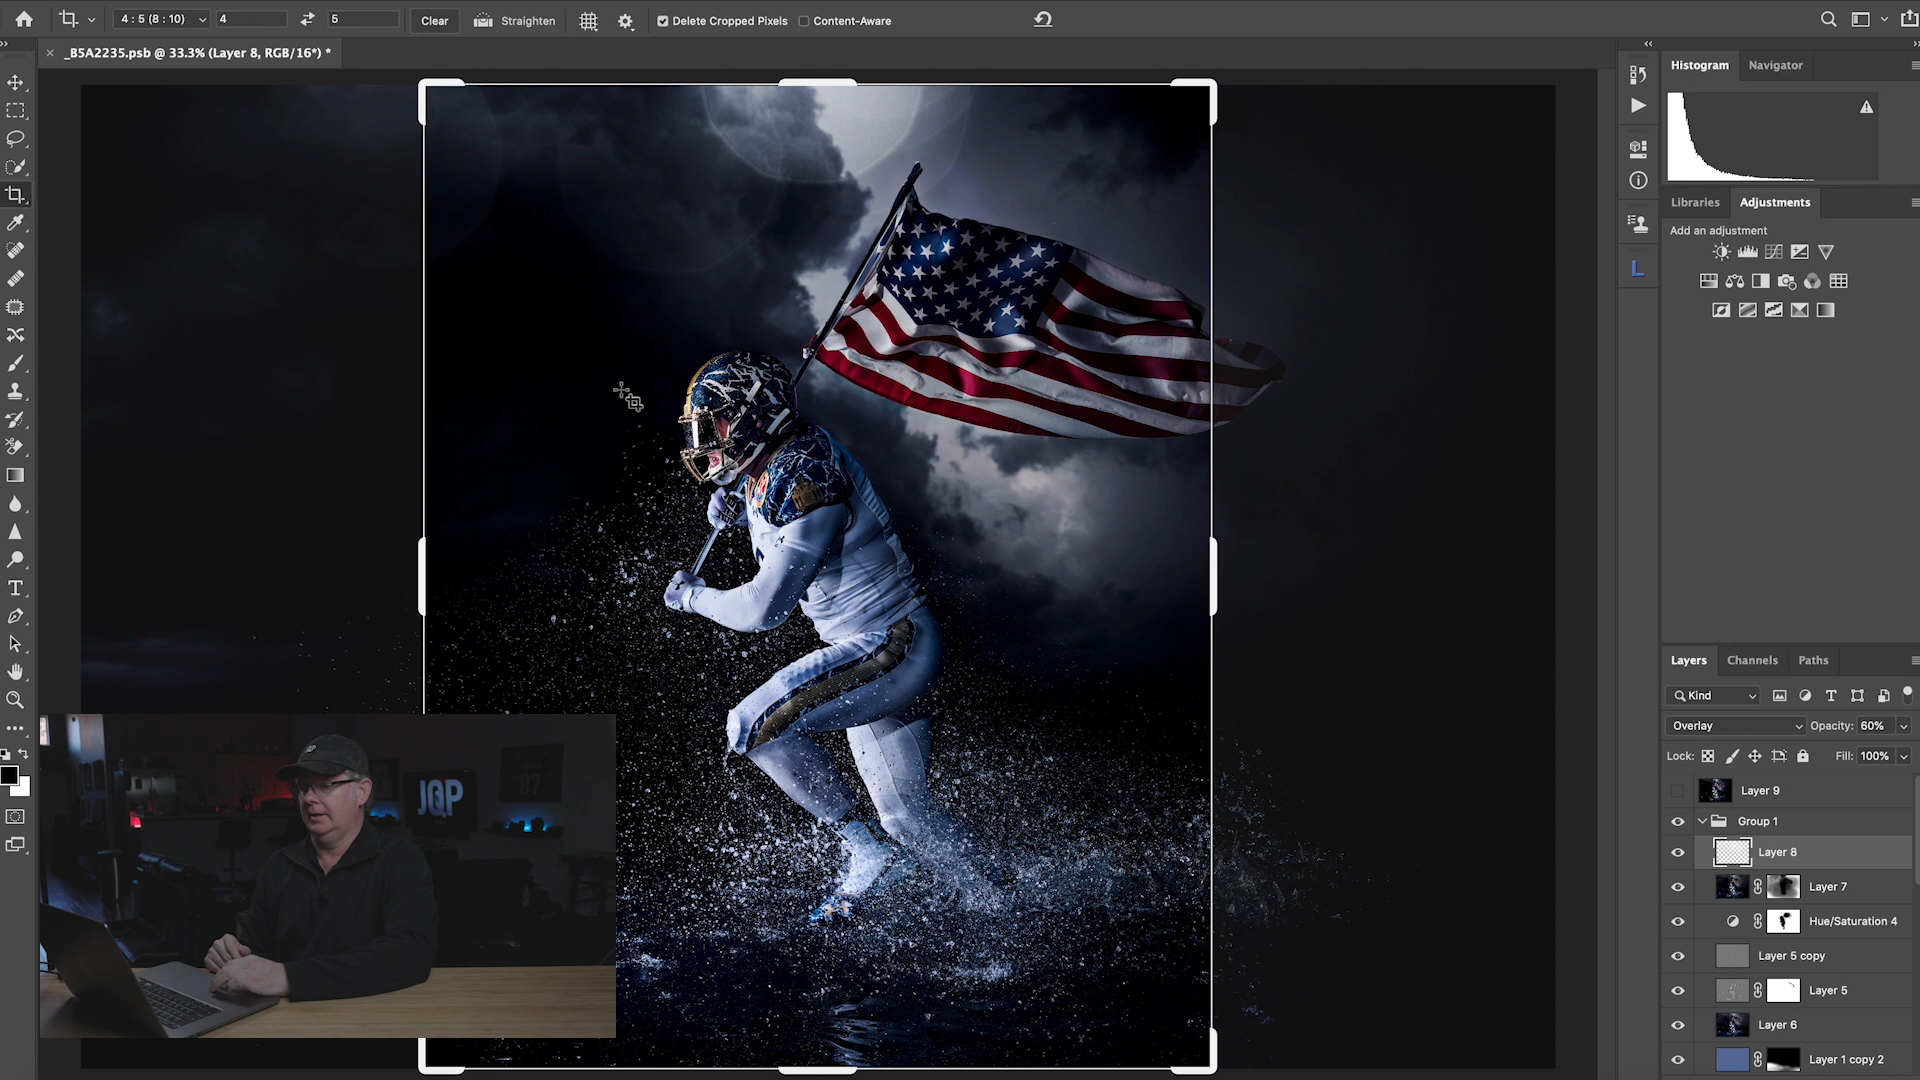 4 : 5 (8 : 10)
4
5
Clear
Straighten
Delete Cropped Pixels
Content-Aware
_B5A2235.psb @ 33.3% (Layer 8, RGB/16*) *
Histogram
Navigator
Libraries
Adjustments
Add an adjustment
L
Layers
Channels
Paths
Kind
Overlay
Opacity: 60%
Lock:
Fill: 100%
Layer 9
Group 1
Layer 8
Layer 7
Hue/Saturation 4
Layer 5 copy
Layer 5
Layer 6
Layer 1 copy 2
JQP
JQP
87